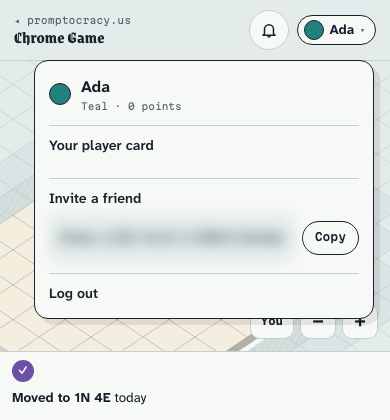 ◂ promptocracy.us
Chrome Game
Ada ▾
Ada
Teal · 0 points
Your player card
Invite a friend
Copy
Log out
You − +
Moved to 1N 4E today